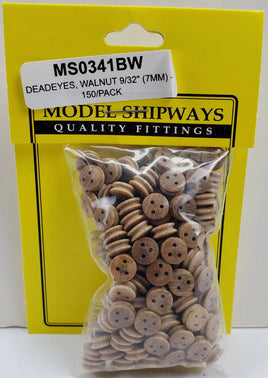 MS0341BW
DEADEYES, WALNUT 9/32" (7MM) -
150/PACK
MODEL SHIPWAYS
QUALITY FITTINGS